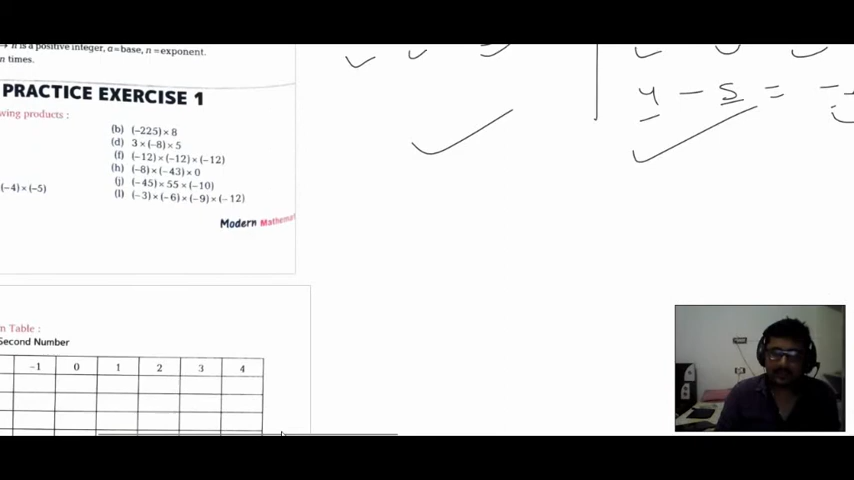 → n is a positive integer, a=base, n=exponent.
n times.
PRACTICE EXERCISE 1
wing products :
(b) (−225)×8
(d) 3×(−8)×5
(f) (−12)×(−12)×(−12)
(h) (−8)×(−43)×0
(−4)×(−5)
(j) (−45)×55×(−10)
(l) (−3)×(−6)×(−9)×(−12)
Modern Mathemat
n Table :
Second Number
−1 0 1 2 3 4
4 − 5 = −